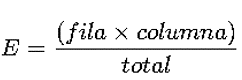 E = (fila × columna) / total